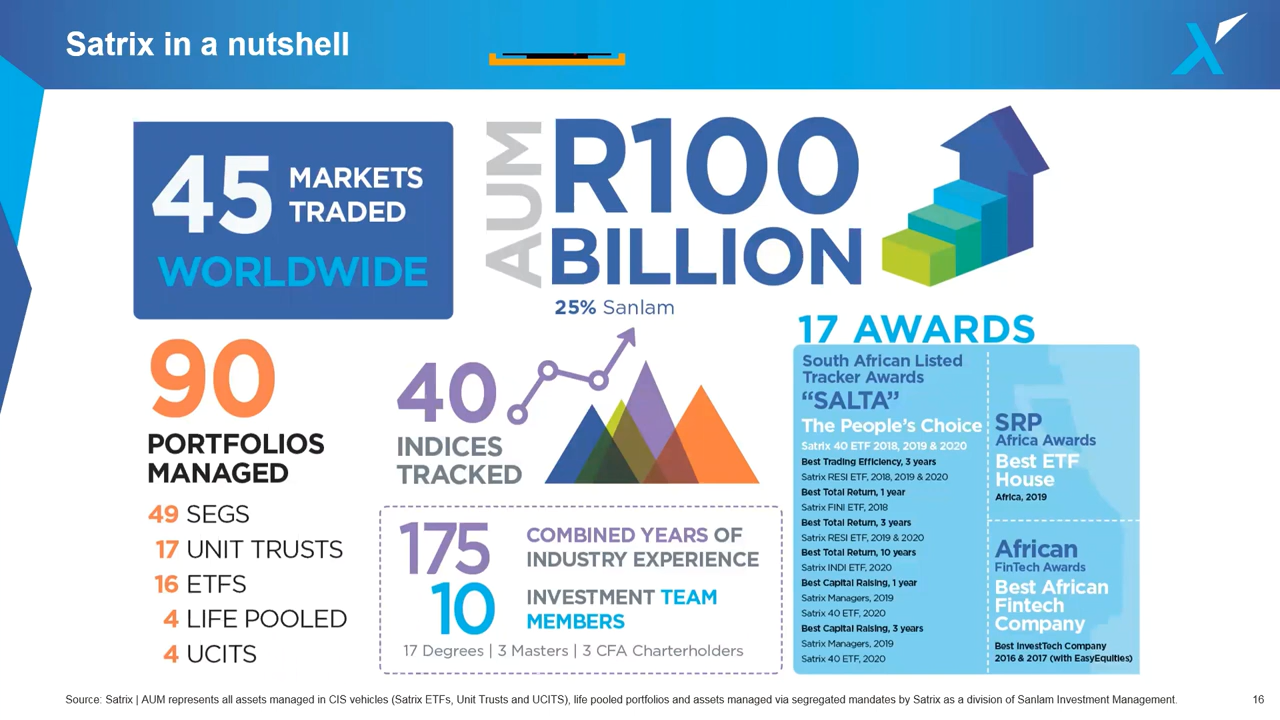 Satrix in a nutshell
45 MARKETS
TRADED
WORLDWIDE
AUM
R100
BILLION
25% Sanlam
90
PORTFOLIOS
MANAGED
49 SEGS
17 UNIT TRUSTS
16 ETFS
4 LIFE POOLED
4 UCITS
40
INDICES
TRACKED
175 COMBINED YEARS OF
INDUSTRY EXPERIENCE
10 INVESTMENT TEAM
MEMBERS
17 Degrees | 3 Masters | 3 CFA Charterholders
17 AWARDS
South African Listed
Tracker Awards
“SALTA”
The People’s Choice
Satrix 40 ETF 2018, 2019 & 2020
Best Trading Efficiency, 3 years
Satrix RESI ETF, 2018, 2019 & 2020
Best Total Return, 1 year
Satrix FINI ETF, 2018
Best Total Return, 3 years
Satrix RESI ETF, 2019 & 2020
Best Total Return, 10 years
Satrix INDI ETF, 2020
Best Capital Raising, 1 year
Satrix Managers, 2019
Satrix 40 ETF, 2020
Best Capital Raising, 3 years
Satrix Managers, 2019
Satrix 40 ETF, 2020
SRP
Africa Awards
Best ETF
House
Africa, 2019
African
FinTech Awards
Best African
Fintech
Company
Best InvestTech Company
2016 & 2017 (with EasyEquities)
Source: Satrix | AUM represents all assets managed in CIS vehicles (Satrix ETFs, Unit Trusts and UCITS), life pooled portfolios and assets managed via segregated mandates by Satrix as a division of Sanlam Investment Management.
16